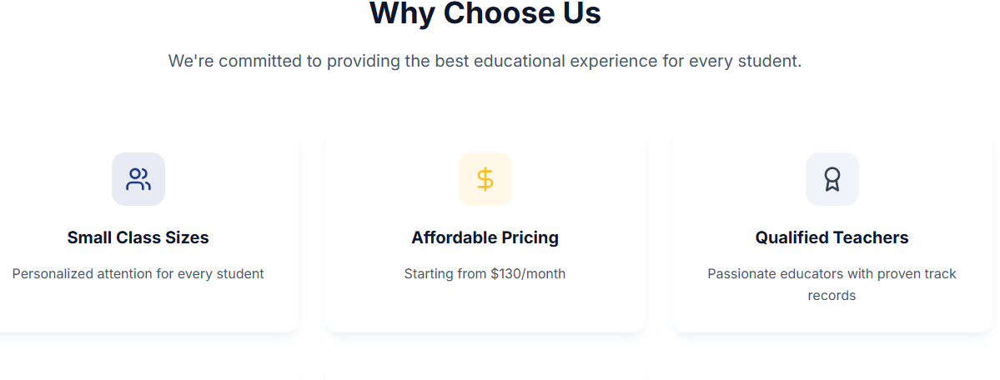 Why Choose Us
We're committed to providing the best educational experience for every student.
Small Class Sizes
Personalized attention for every student
Affordable Pricing
Starting from $130/month
Qualified Teachers
Passionate educators with proven track
records